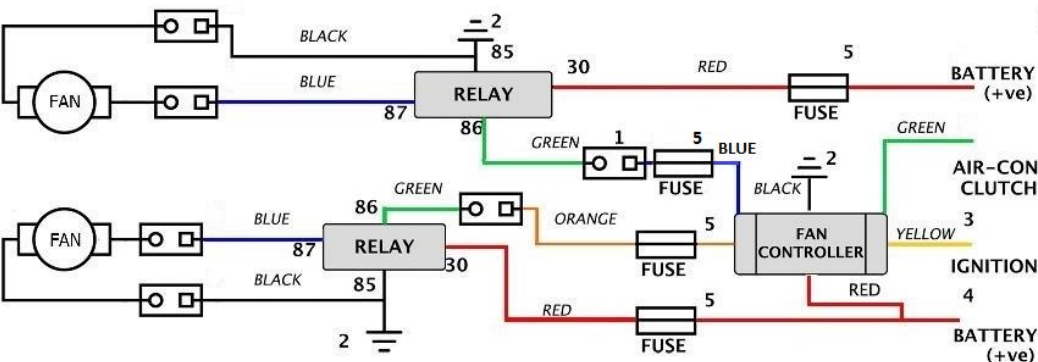 2
BLACK
85
5
30
RED
BATTERY
(+ve)
BLUE
FAN
RELAY
FUSE
87
86
GREEN
1
5
BLUE
GREEN
2
FUSE
BLACK
AIR-CON
CLUTCH
GREEN
86
3
BLUE
ORANGE
5
FAN
CONTROLLER
YELLOW
FAN
87
RELAY
30
FUSE
IGNITION
BLACK
85
RED
4
RED
5
2
FUSE
BATTERY
(+ve)